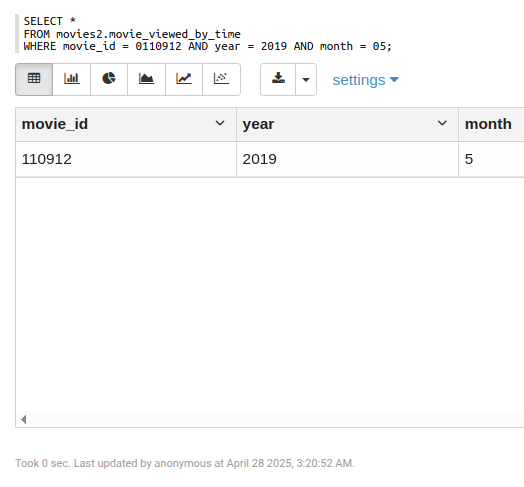 SELECT *
FROM movies2.movie_viewed_by_time
WHERE movie_id = 0110912 AND year = 2019 AND month = 05;
settings
movie_id year month
110912 2019 5
Took 0 sec. Last updated by anonymous at April 28 2025, 3:20:52 AM.